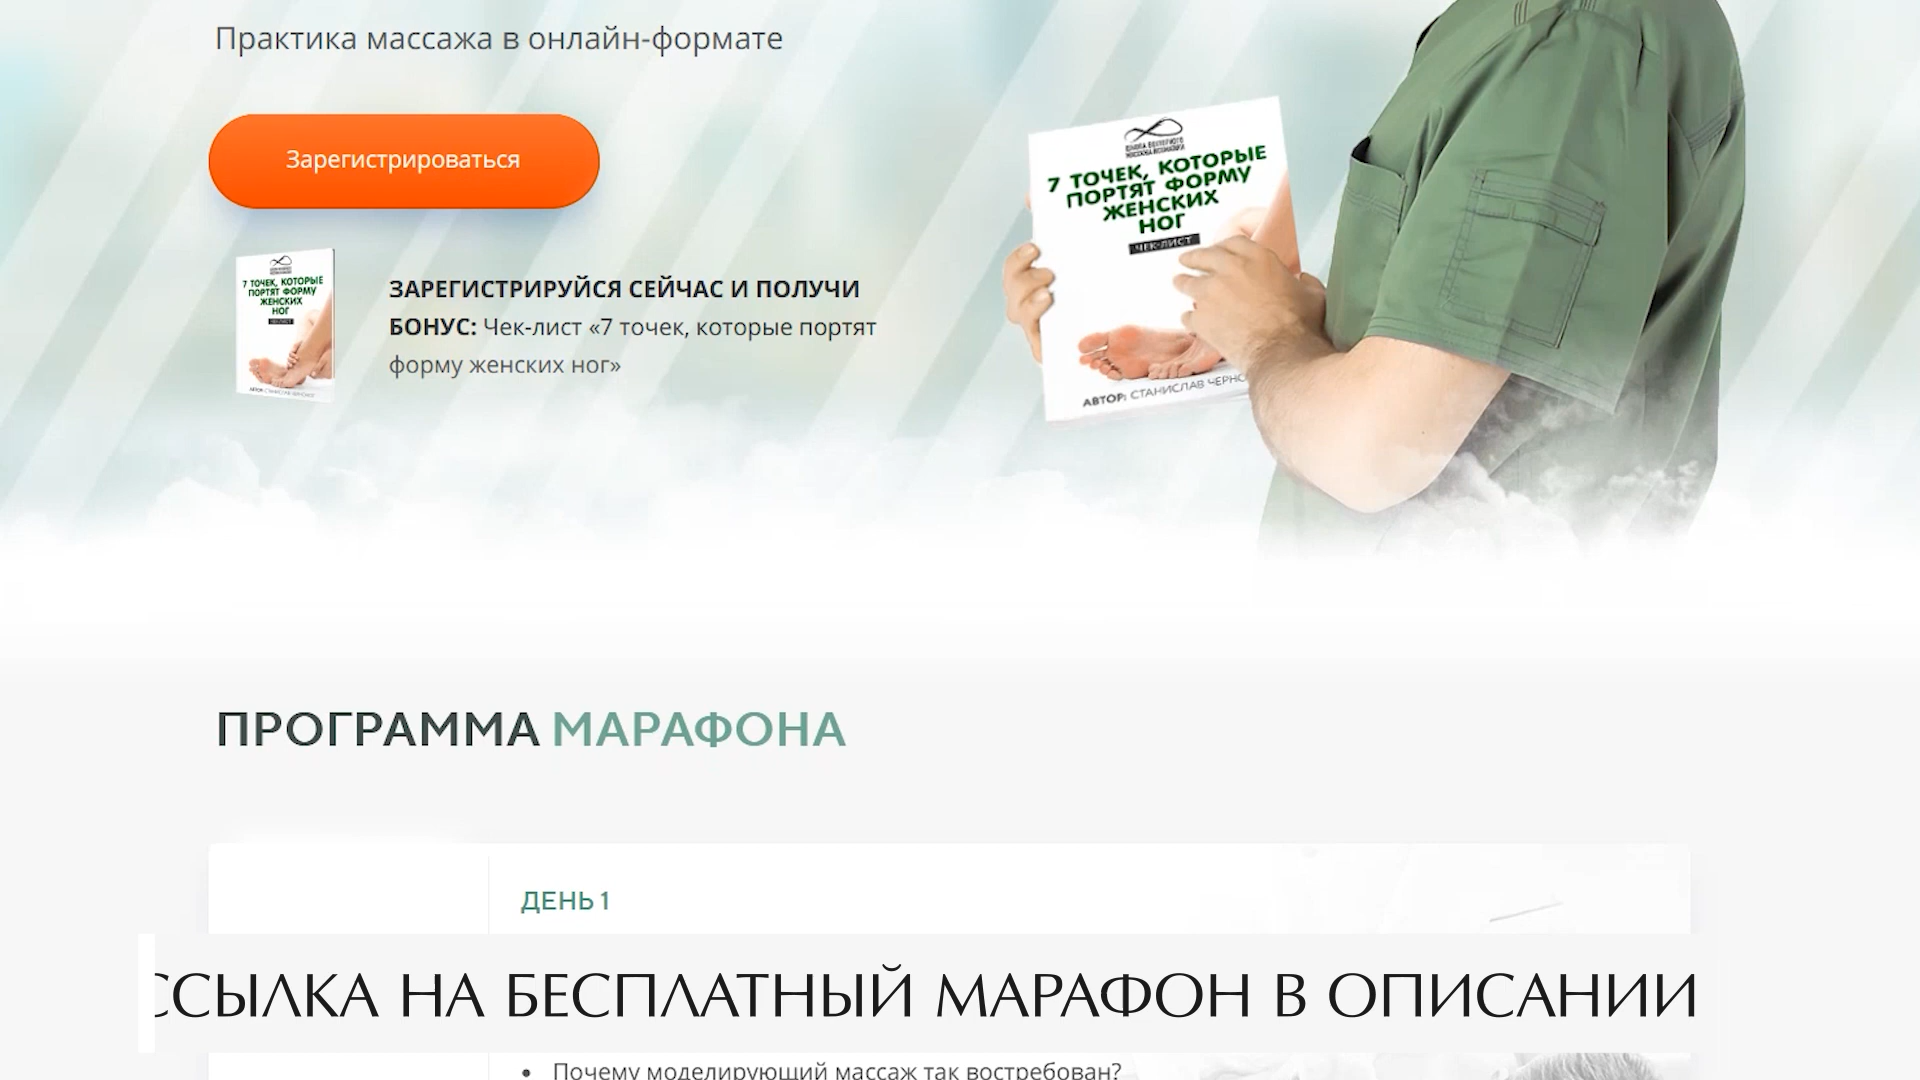 Практика массажа в онлайн-формате
Зарегистрироваться
7 ТОЧЕК, КОТОРЫЕ
ПОРТЯТ ФОРМУ
ЖЕНСКИХ
НОГ
ЧЕК-ЛИСТ
ЗАРЕГИСТРИРУЙСЯ СЕЙЧАС И ПОЛУЧИ
БОНУС: Чек-лист «7 точек, которые портят
форму женских ног»
7 ТОЧЕК, КОТОРЫЕ
ПОРТЯТ ФОРМУ
ЖЕНСКИХ
НОГ
ЧЕК-ЛИСТ
АВТОР: СТАНИСЛАВ ЧЕРНО
ПРОГРАММА МАРАФОНА
ДЕНЬ 1
ССЫЛКА НА БЕСПЛАТНЫЙ МАРАФОН В ОПИСАНИИ
• Почему моделирующий массаж так востребован?